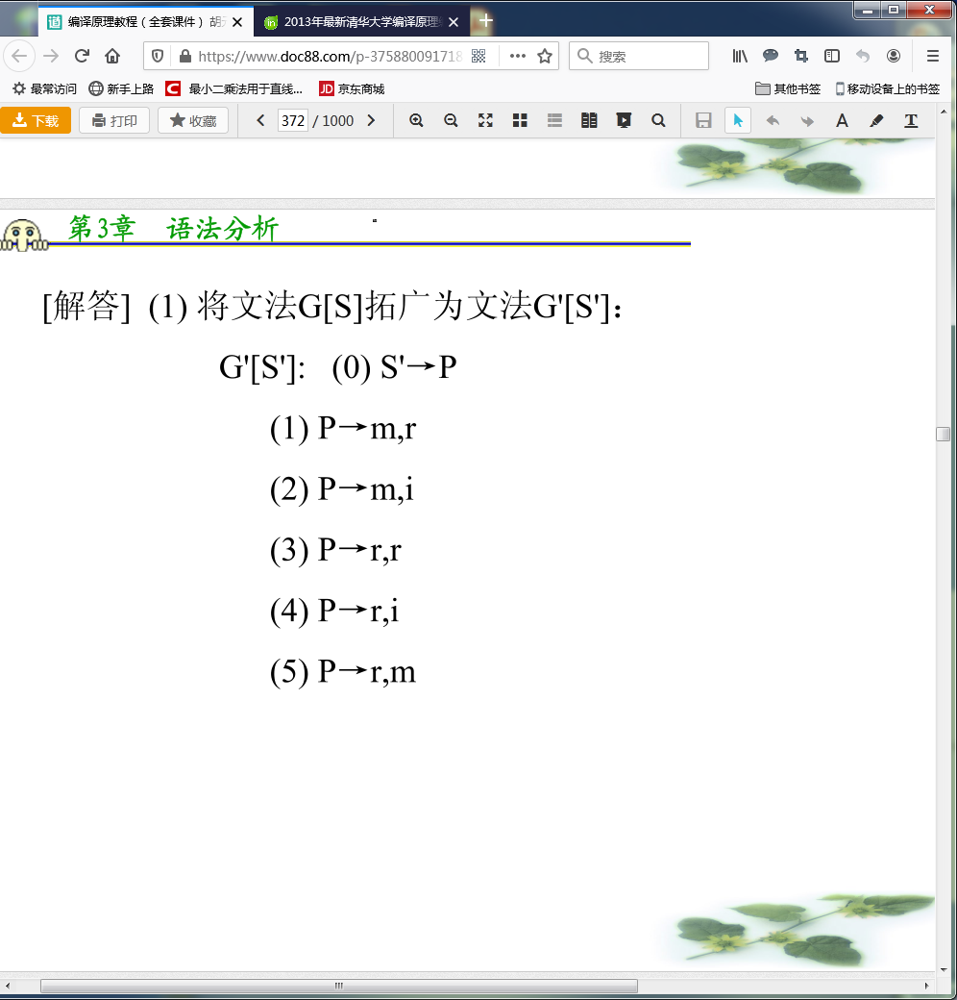 编译原理教程（全套课件）胡
2013年最新清华大学编译原理
https://www.doc88.com/p-375880091718
搜索
最常访问
新手上路
C
最小二乘法用于直线...
JD
京东商城
其他书签
移动设备上的书签
下载
打印
收藏
372 / 1000
A
T
第3章 语法分析
[解答] (1) 将文法G[S]拓广为文法G'[S']：
G'[S']: (0) S'→P
(1) P→m,r
(2) P→m,i
(3) P→r,r
(4) P→r,i
(5) P→r,m